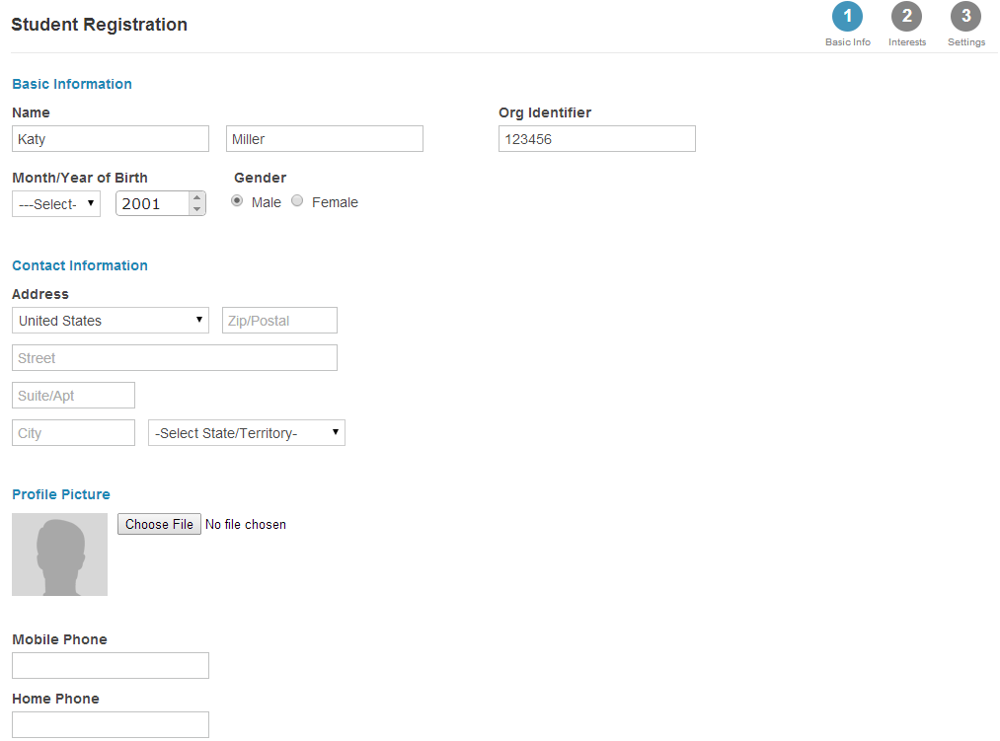 Student Registration
1 2 3
Basic Info Interests Settings
Basic Information
Name Org Identifier
Katy Miller 123456
Month/Year of Birth Gender
---Select- 2001 Male Female
Contact Information
Address
United States Zip/Postal
Street
Suite/Apt
City -Select State/Territory-
Profile Picture
Choose File No file chosen
Mobile Phone
Home Phone